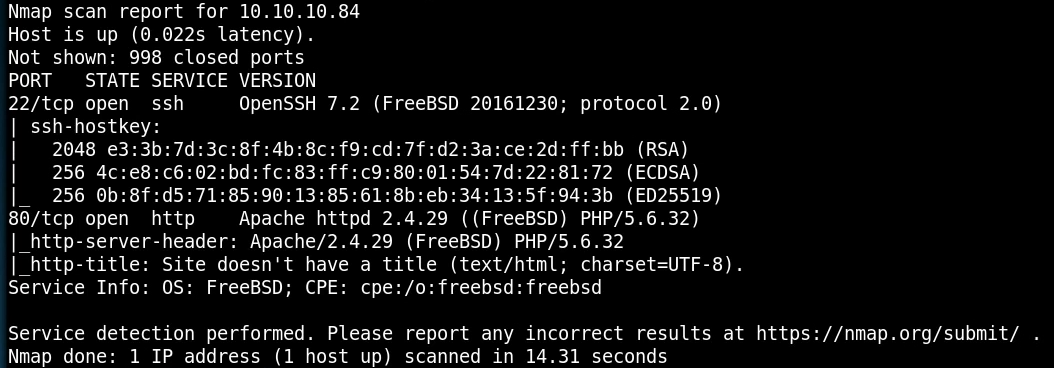 Nmap scan report for 10.10.10.84
Host is up (0.022s latency).
Not shown: 998 closed ports
PORT   STATE SERVICE VERSION
22/tcp open  ssh     OpenSSH 7.2 (FreeBSD 20161230; protocol 2.0)
| ssh-hostkey:
|   2048 e3:3b:7d:3c:8f:4b:8c:f9:cd:7f:d2:3a:ce:2d:ff:bb (RSA)
|   256 4c:e8:c6:02:bd:fc:83:ff:c9:80:01:54:7d:22:81:72 (ECDSA)
|_  256 0b:8f:d5:71:85:90:13:85:61:8b:eb:34:13:5f:94:3b (ED25519)
80/tcp open  http    Apache httpd 2.4.29 ((FreeBSD) PHP/5.6.32)
|_http-server-header: Apache/2.4.29 (FreeBSD) PHP/5.6.32
|_http-title: Site doesn't have a title (text/html; charset=UTF-8).
Service Info: OS: FreeBSD; CPE: cpe:/o:freebsd:freebsd

Service detection performed. Please report any incorrect results at https://nmap.org/submit/ .
Nmap done: 1 IP address (1 host up) scanned in 14.31 seconds